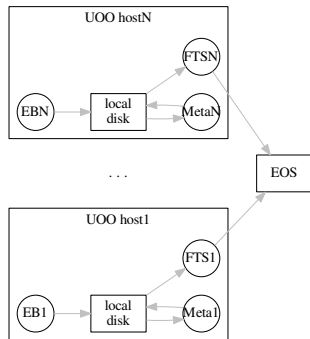 UOO hostN
FTSN
EBN
local
disk
MetaN
. . .
EOS
UOO host1
FTS1
EB1
local
disk
Meta1